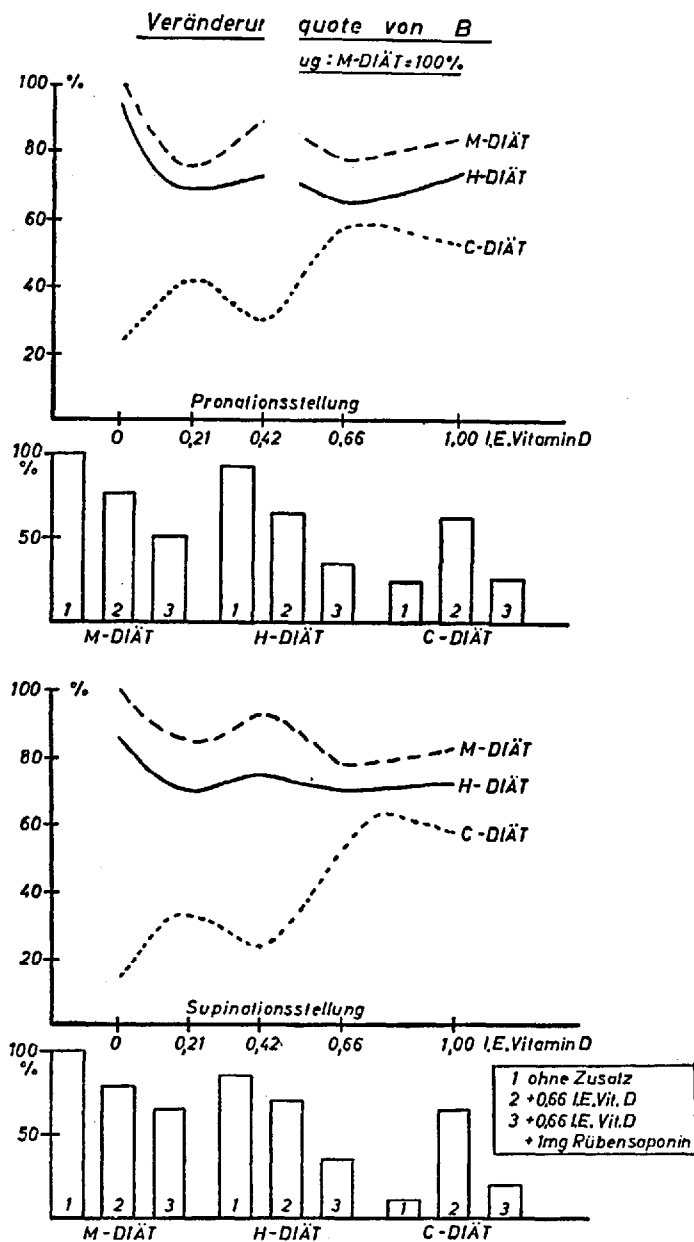 Veränderur quote von B
ug : M-DIÄT = 100%
100 %
80
60
40
20
M-DIÄT
H-DIÄT
C-DIÄT
Pronationsstellung
0 0,21 0,42 0,66 1,00 I.E. Vitamin D
100 %
50
1 2 3 1 2 3 1 2 3
M-DIÄT H-DIÄT C-DIÄT
100 %
80
60
40
20
M-DIÄT
H-DIÄT
C-DIÄT
Supinationsstellung
0 0,21 0,42 0,66 1,00 I.E. Vitamin D
100 %
50
1 2 3 1 2 3 1 2 3
M-DIÄT H-DIÄT C-DIÄT
1 ohne Zusatz
2 +0,66 I.E. Vit. D
3 +0,66 I.E. Vit. D
+ 1mg Rübensaponin